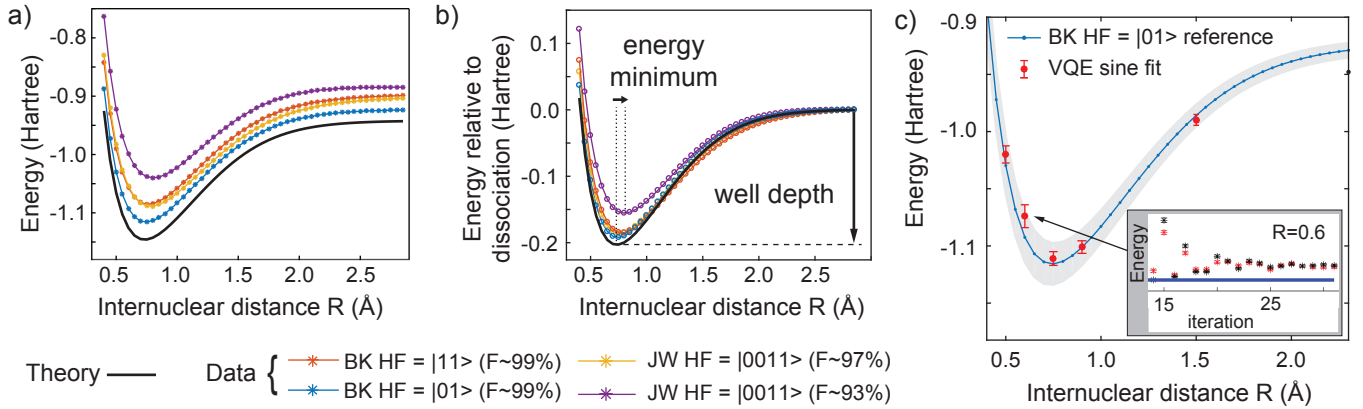 a)
Energy (Hartree)
-0.8
-0.9
-1.0
-1.1
0.5 1.0 1.5 2.0 2.5
Internuclear distance R (Å)
b)
Energy relative to
dissociation (Hartree)
0.1
0.0
-0.1
-0.2
energy
minimum
well depth
0.5 1.0 1.5 2.0 2.5
Internuclear distance R (Å)
c)
Energy (Hartree)
-0.9
-1.0
-1.1
BK HF = |01> reference
VQE sine fit
Energy
R=0.6
15 25
iteration
0.5 1.0 1.5 2.0
Internuclear distance R (Å)
Theory
Data {
BK HF = |11> (F~99%)
BK HF = |01> (F~99%)
JW HF = |0011> (F~97%)
JW HF = |0011> (F~93%)